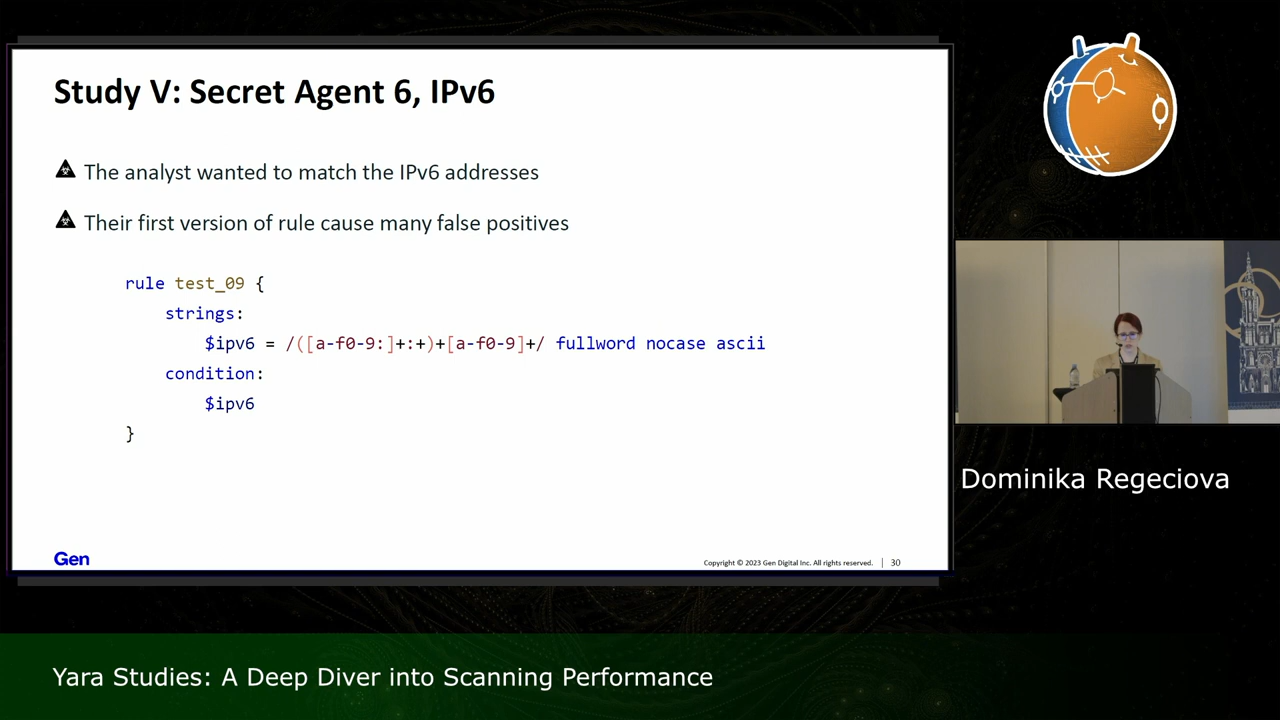 Study V: Secret Agent 6, IPv6
The analyst wanted to match the IPv6 addresses
Their first version of rule cause many false positives
rule test_09 {
strings:
$ipv6 = /([a-f0-9:]+:+)+[a-f0-9]+/ fullword nocase ascii
condition:
$ipv6
}
Gen
Copyright © 2023 Gen Digital Inc. All rights reserved. | 30
Dominika Regeciova
Yara Studies: A Deep Diver into Scanning Performance